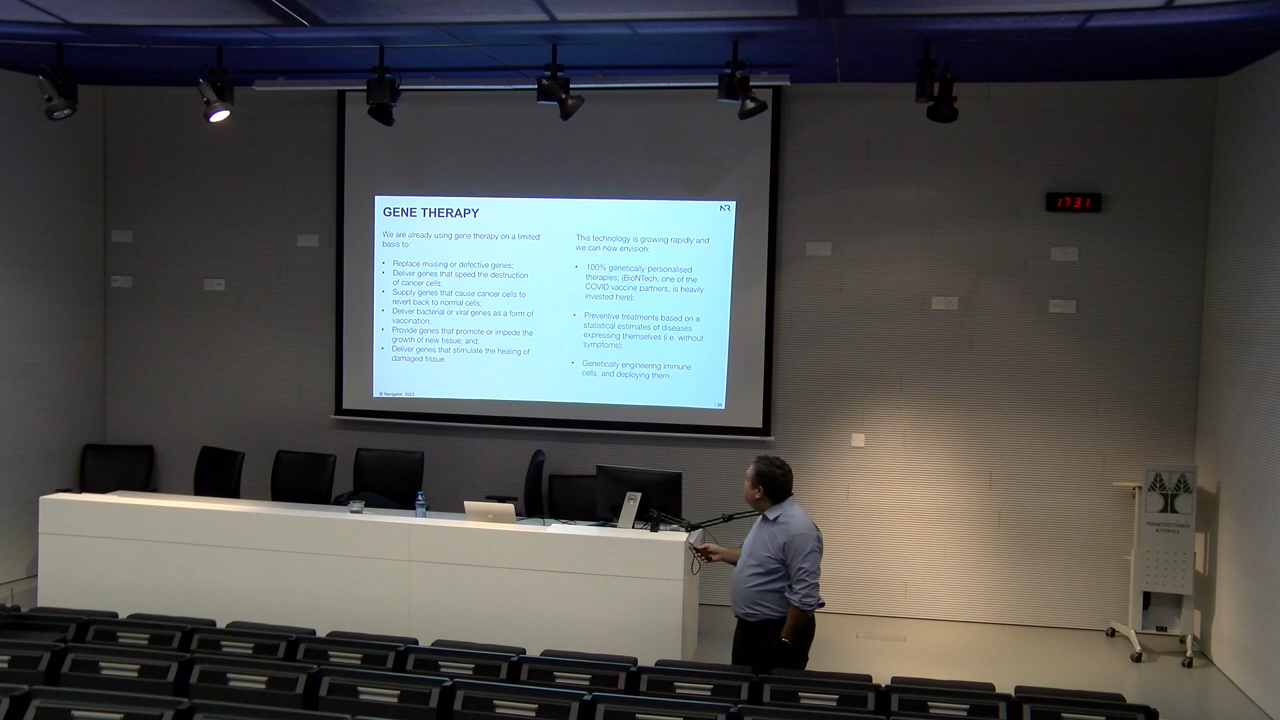 GENE THERAPY
NR
We are already using gene therapy on a limited
basis to:
• Replace missing or defective genes;
• Deliver genes that speed the destruction
of cancer cells;
• Supply genes that cause cancer cells to
revert back to normal cells;
• Deliver bacterial or viral genes as a form of
vaccination;
• Provide genes that promote or impede the
growth of new tissue; and:
• Deliver genes that stimulate the healing of
damaged tissue.
This technology is growing rapidly and
we can now envision:
• 100% genetically-personalised
therapies; (BioNTech, one of the
COVID vaccine partners, is heavily
invested here);
• Preventive treatments based on a
statistical estimates of diseases
expressing themselves (i.e. without
symptoms);
• Genetically engineering immune
cells, and deploying them.
© Navigator 2023
17:31
ΠΑΝΕΠΙΣΤΗΜΙΟ
ΚΥΠΡΟΥ